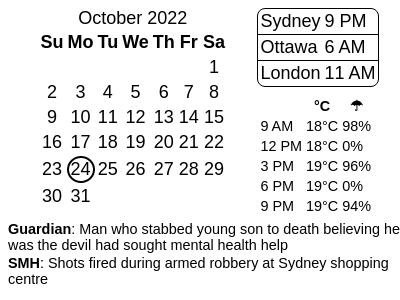 October 2022
Su Mo Tu We Th Fr Sa
1
2 3 4 5 6 7 8
9 10 11 12 13 14 15
16 17 18 19 20 21 22
23 24 25 26 27 28 29
30 31
Sydney 9 PM
Ottawa 6 AM
London 11 AM
°C ☂
9 AM 18°C 98%
12 PM 18°C 0%
3 PM 19°C 96%
6 PM 19°C 0%
9 PM 19°C 94%
Guardian: Man who stabbed young son to death believing he
was the devil had sought mental health help
SMH: Shots fired during armed robbery at Sydney shopping
centre